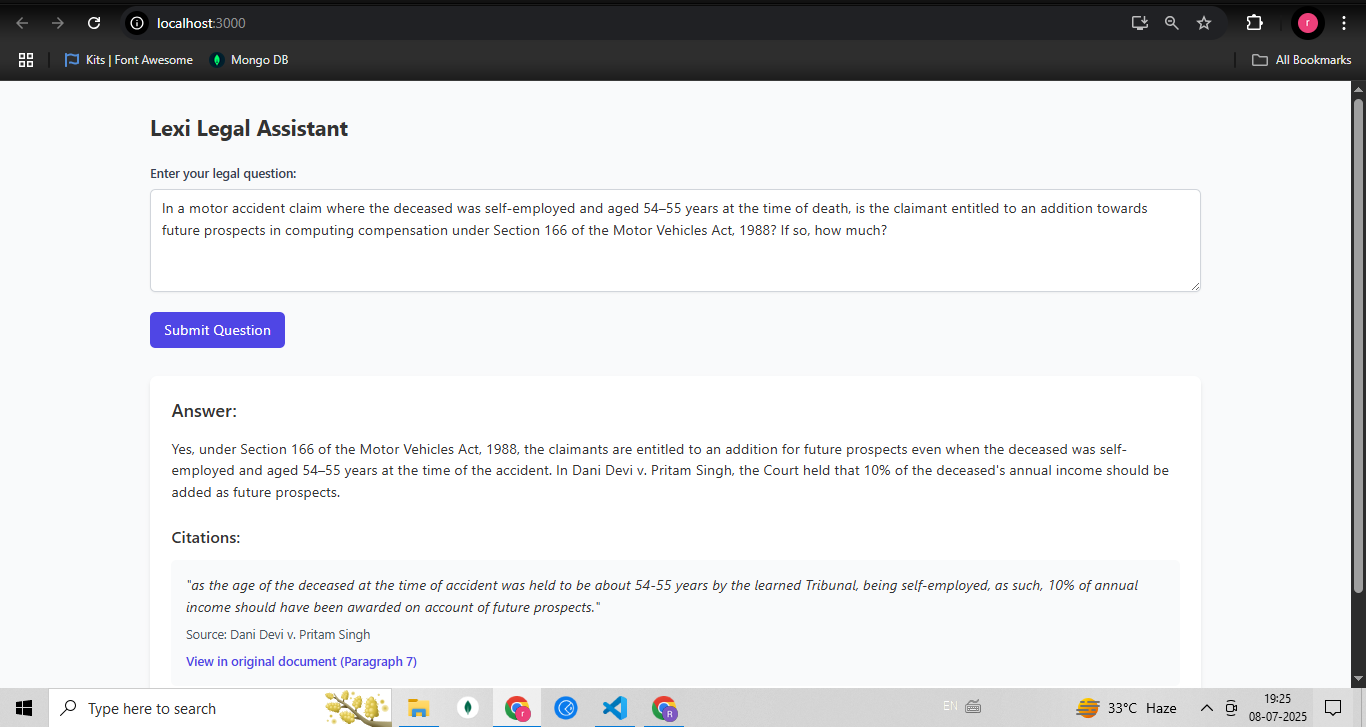 localhost:3000
r
Kits | Font Awesome
Mongo DB
All Bookmarks
Lexi Legal Assistant
Enter your legal question:
In a motor accident claim where the deceased was self-employed and aged 54–55 years at the time of death, is the claimant entitled to an addition towards
future prospects in computing compensation under Section 166 of the Motor Vehicles Act, 1988? If so, how much?
Submit Question
Answer:
Yes, under Section 166 of the Motor Vehicles Act, 1988, the claimants are entitled to an addition for future prospects even when the deceased was self-
employed and aged 54–55 years at the time of the accident. In Dani Devi v. Pritam Singh, the Court held that 10% of the deceased's annual income should be
added as future prospects.
Citations:
"as the age of the deceased at the time of accident was held to be about 54-55 years by the learned Tribunal, being self-employed, as such, 10% of annual
income should have been awarded on account of future prospects."
Source: Dani Devi v. Pritam Singh
View in original document (Paragraph 7)
Type here to search
r
R
EN
33°C Haze
19:25
08-07-2025